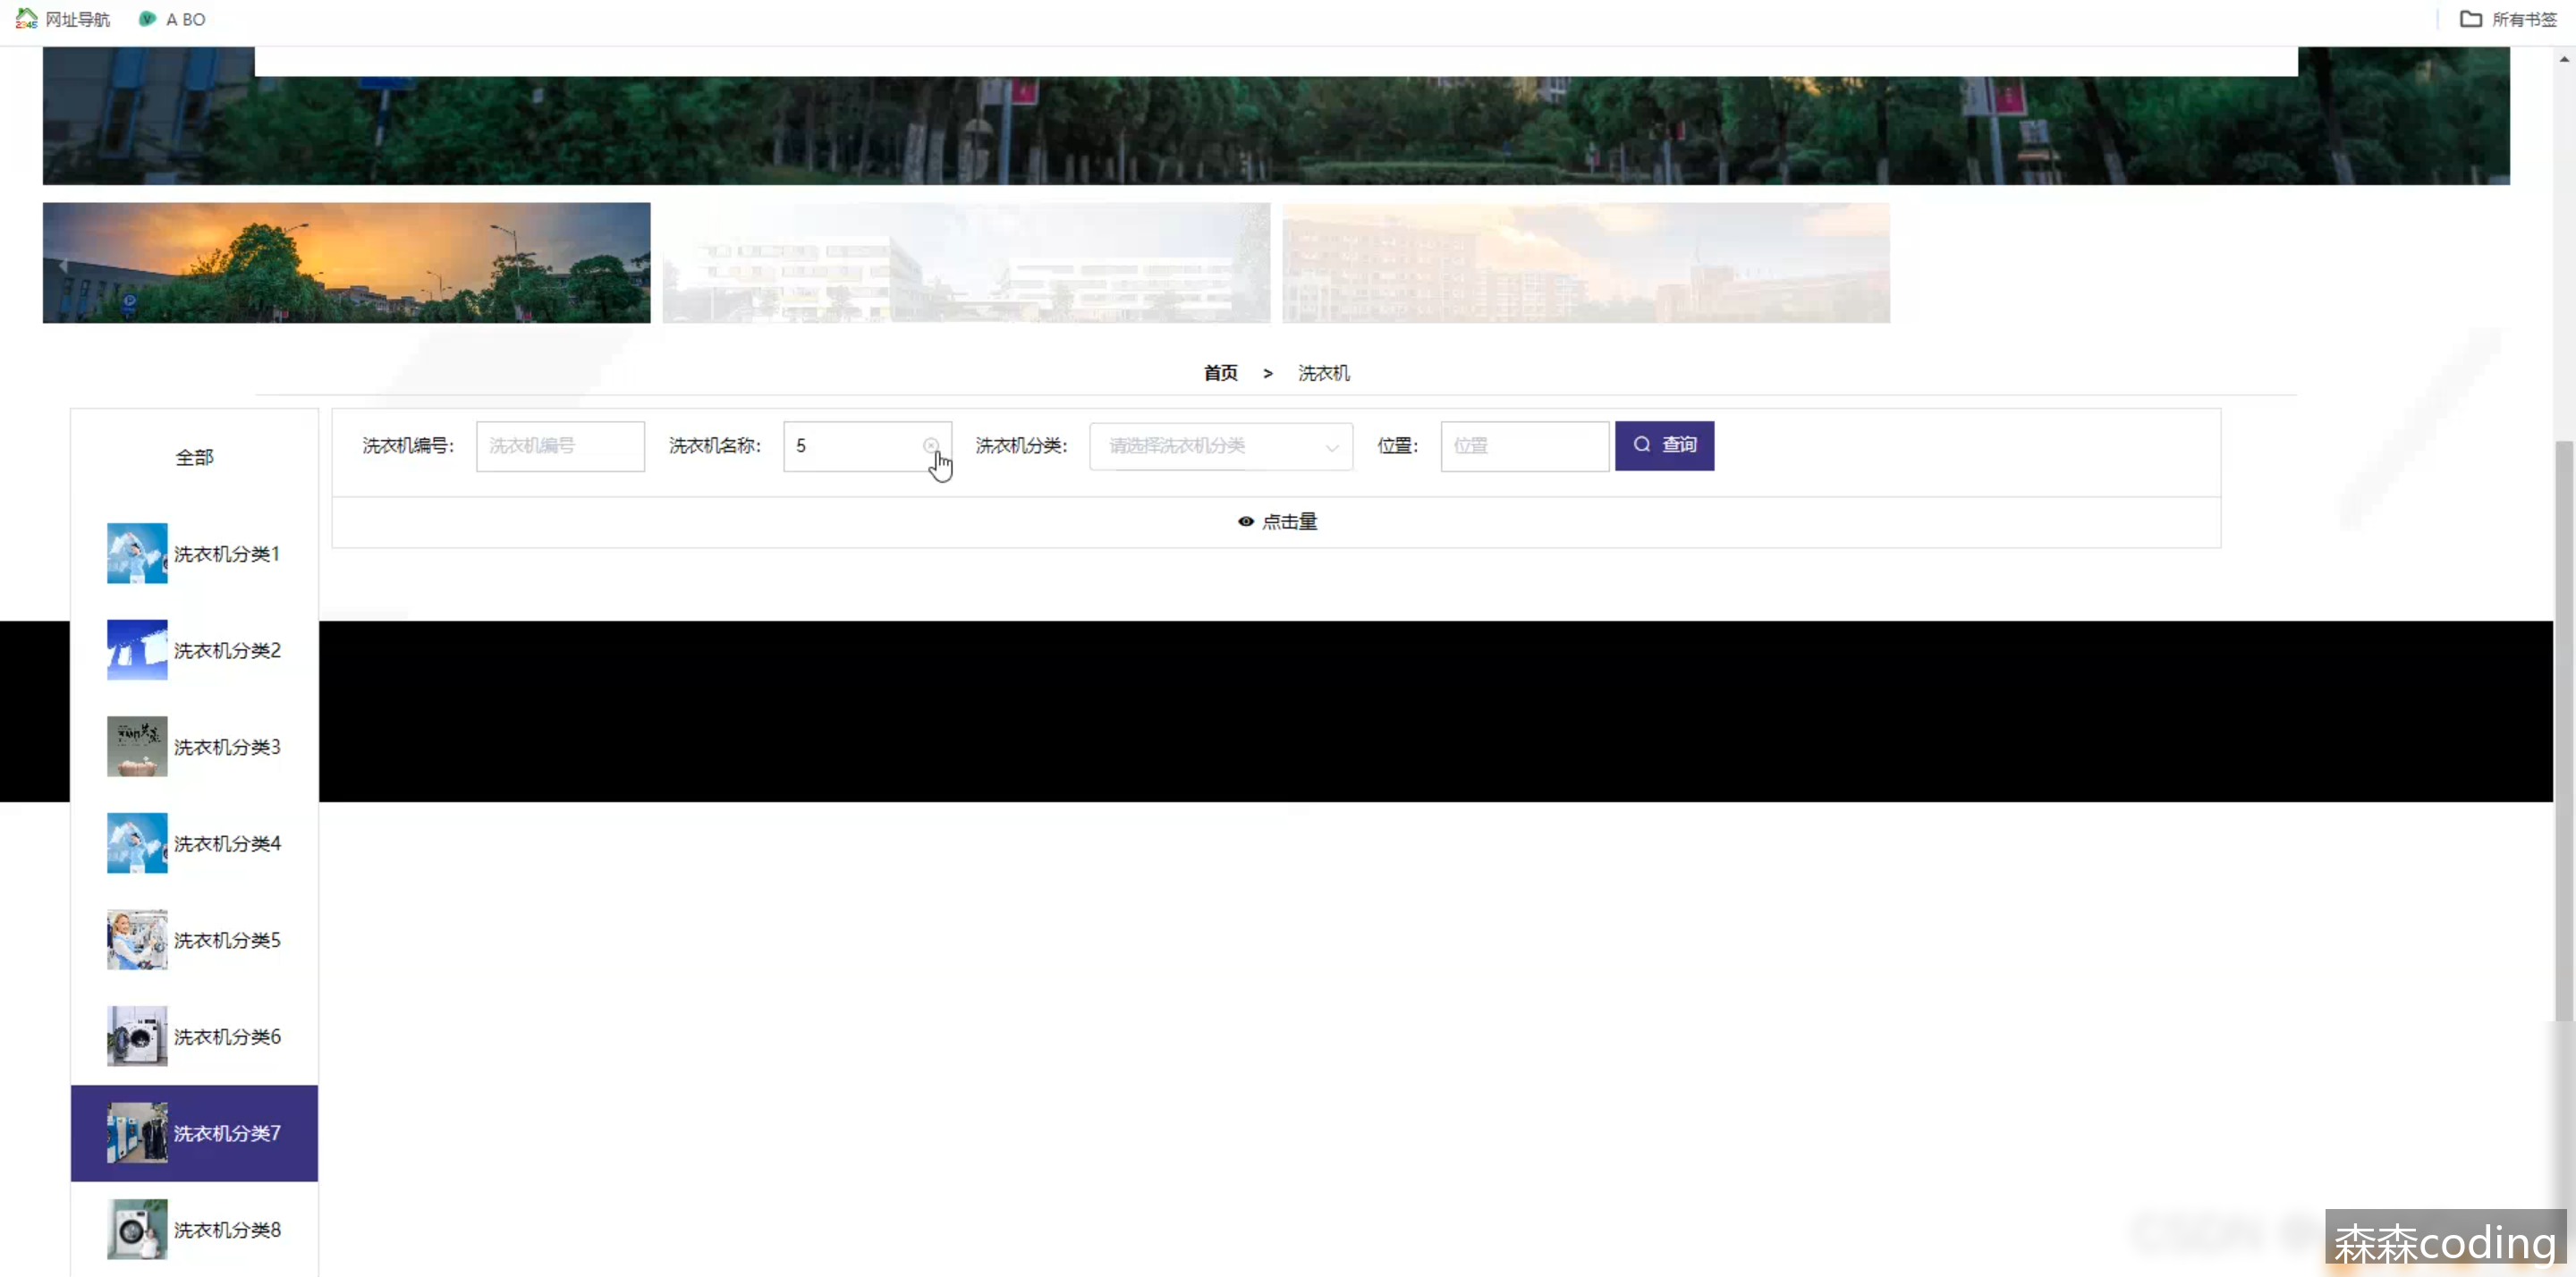 网址导航
A BO
所有书签
首页 > 洗衣机
全部
洗衣机编号: 洗衣机编号 洗衣机名称: 5 洗衣机分类: 请选择洗衣机分类 位置: 位置 查询
点击量
洗衣机分类1
洗衣机分类2
洗衣机分类3
洗衣机分类4
洗衣机分类5
洗衣机分类6
洗衣机分类7
洗衣机分类8
森森coding